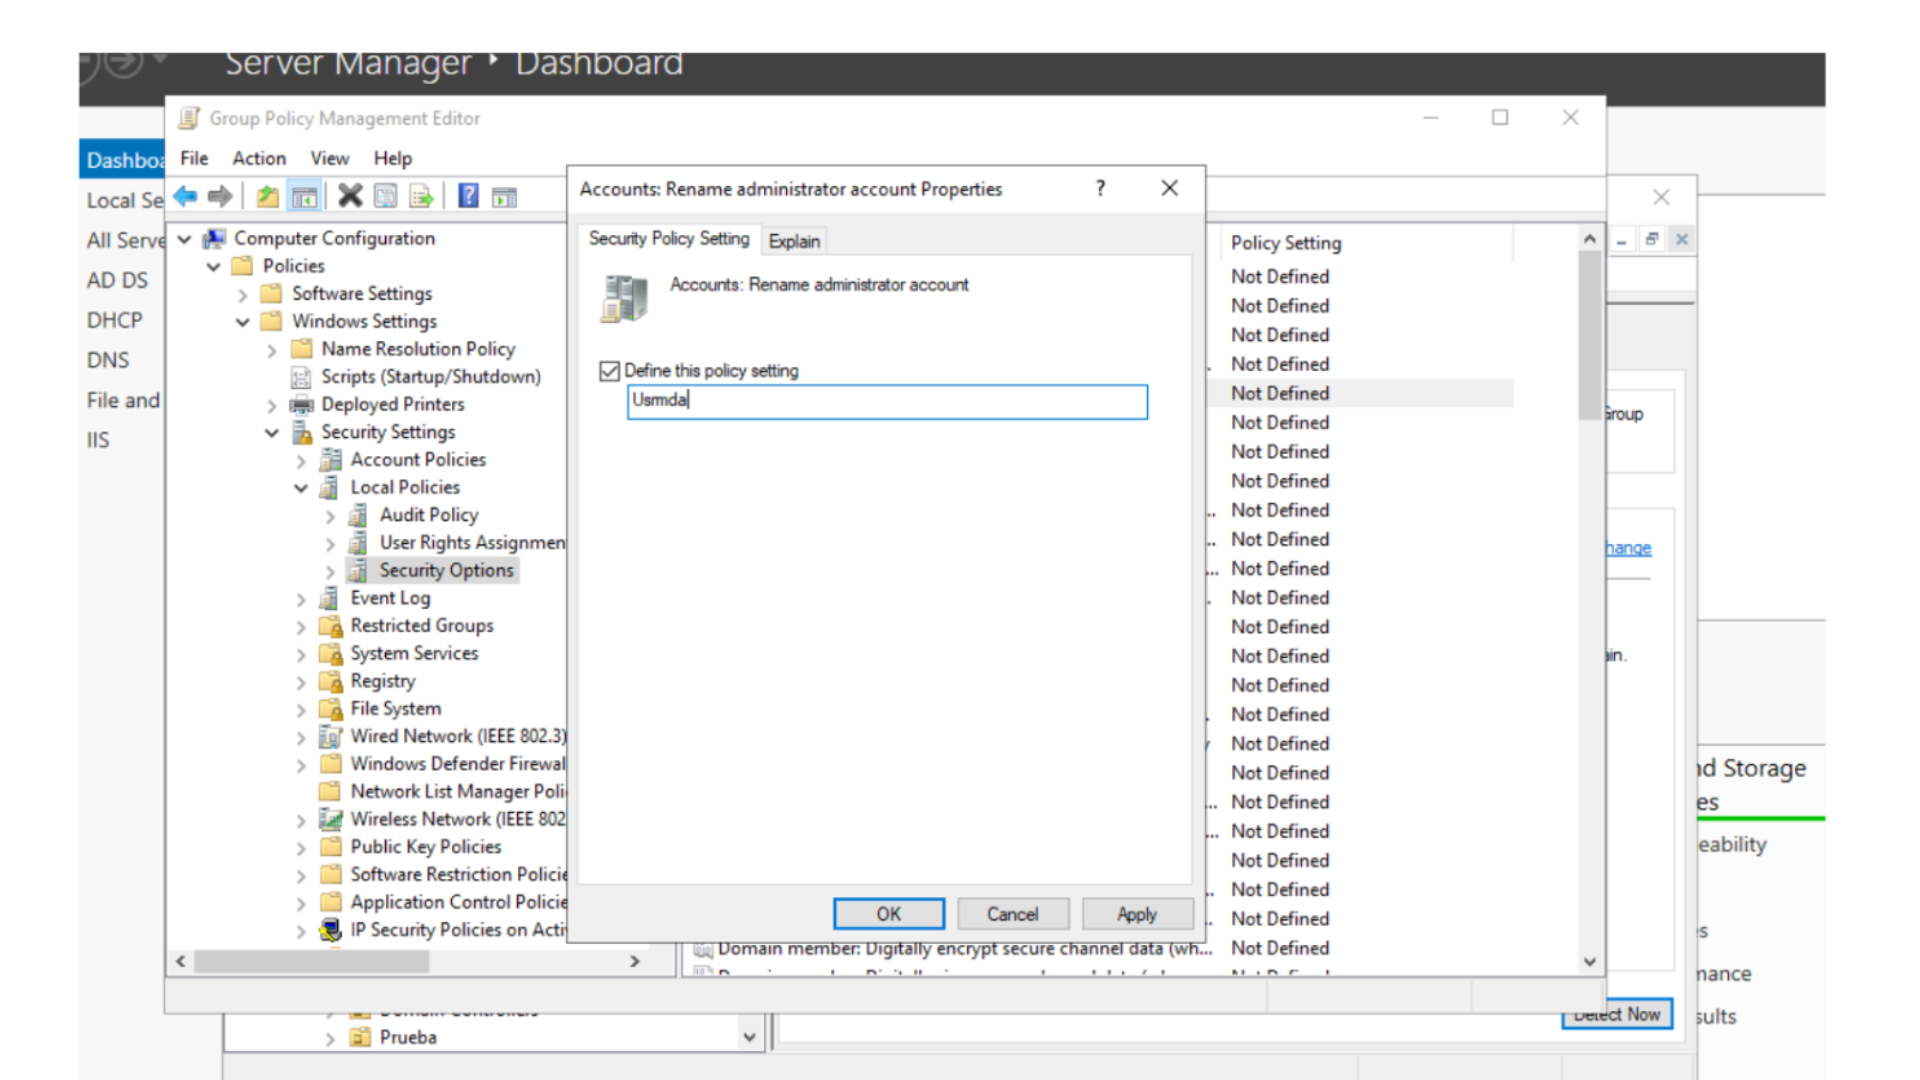 Server Manager ‣ Dashboard
Group Policy Management Editor
File Action View Help
Dashboa
Local Se
All Serve
AD DS
DHCP
DNS
File and
IIS
Computer Configuration
Policies
Software Settings
Windows Settings
Name Resolution Policy
Scripts (Startup/Shutdown)
Deployed Printers
Security Settings
Account Policies
Local Policies
Audit Policy
User Rights Assignmen
Security Options
Event Log
Restricted Groups
System Services
Registry
File System
Wired Network (IEEE 802.3)
Windows Defender Firewal
Network List Manager Poli
Wireless Network (IEEE 802
Public Key Policies
Software Restriction Policie
Application Control Policie
IP Security Policies on Acti
Accounts: Rename administrator account Properties
Security Policy Setting Explain
Accounts: Rename administrator account
Define this policy setting
Usrmda
OK Cancel Apply
Policy Setting
Not Defined
Not Defined
Not Defined
Not Defined
Not Defined
Not Defined
Not Defined
Not Defined
... Not Defined
... Not Defined
... Not Defined
Not Defined
Not Defined
Not Defined
Not Defined
Not Defined
Not Defined
Not Defined
... Not Defined
... Not Defined
Not Defined
... Not Defined
... Not Defined
Domain member: Digitally encrypt secure channel data (wh... Not Defined
Group
hange
ain.
Detect Now
Domain Controllers
Prueba
nd Storage
es
eability
s
mance
sults